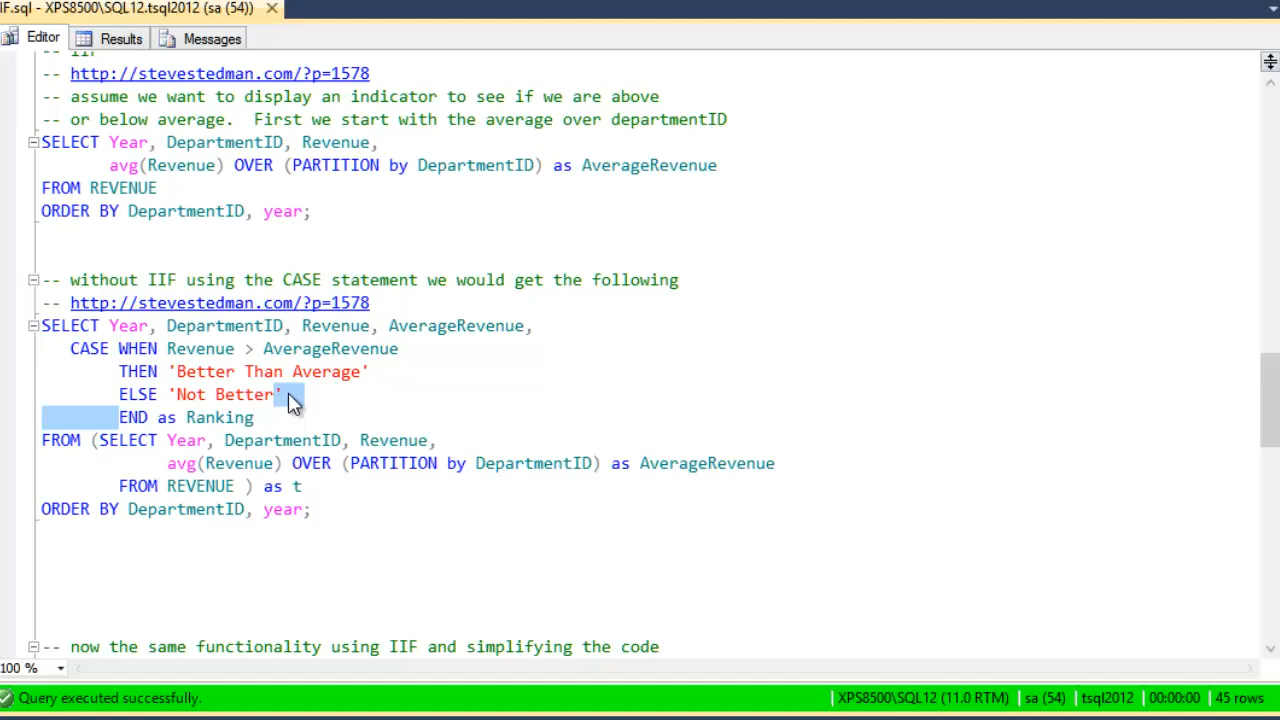 IF.sql - XPS8500\SQL12.tsql2012 (sa (54))
Editor Results Messages
-- IIF
-- http://stevestedman.com/?p=1578
-- assume we want to display an indicator to see if we are above
-- or below average.  First we start with the average over departmentID
SELECT Year, DepartmentID, Revenue,
avg(Revenue) OVER (PARTITION by DepartmentID) as AverageRevenue
FROM REVENUE
ORDER BY DepartmentID, year;
-- without IIF using the CASE statement we would get the following
-- http://stevestedman.com/?p=1578
SELECT Year, DepartmentID, Revenue, AverageRevenue,
CASE WHEN Revenue > AverageRevenue
THEN 'Better Than Average'
ELSE 'Not Better'
END as Ranking
FROM (SELECT Year, DepartmentID, Revenue,
avg(Revenue) OVER (PARTITION by DepartmentID) as AverageRevenue
FROM REVENUE ) as t
ORDER BY DepartmentID, year;
-- now the same functionality using IIF and simplifying the code
100 %
Query executed successfully. XPS8500\SQL12 (11.0 RTM) sa (54) tsql2012 00:00:00 45 rows